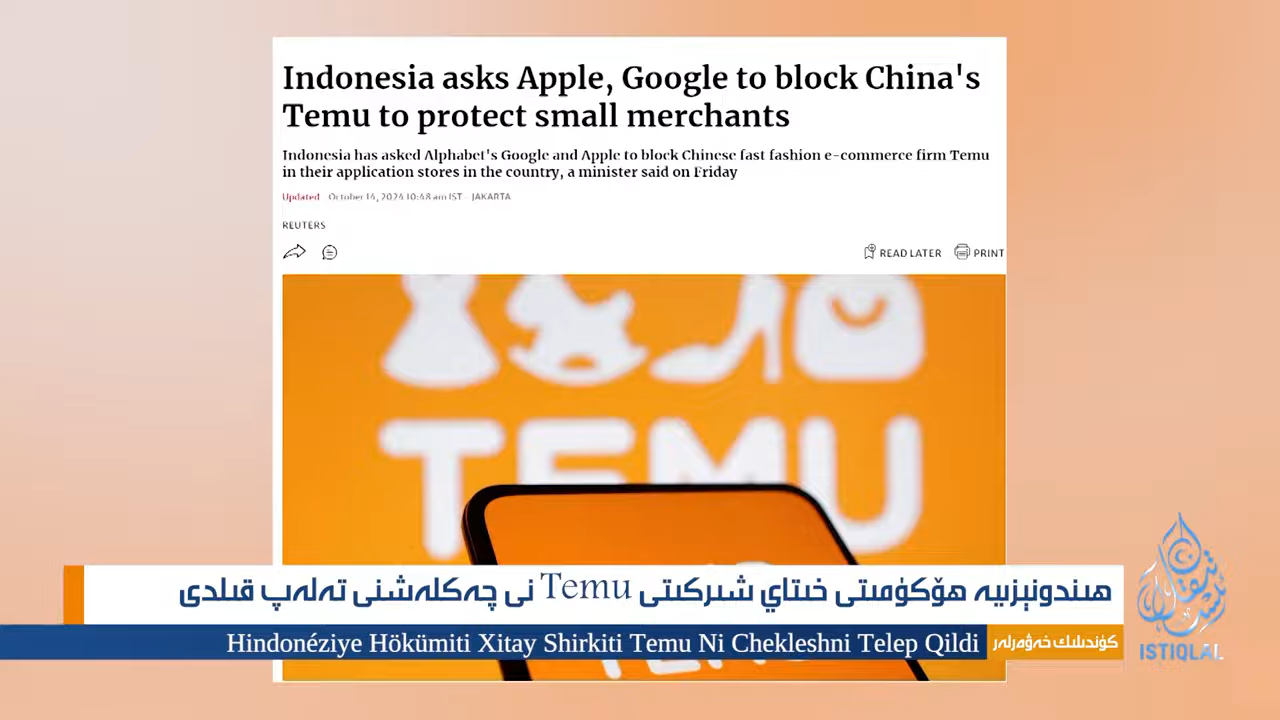 Indonesia asks Apple, Google to block China's
Temu to protect small merchants
Indonesia has asked Alphabet's Google and Apple to block Chinese fast fashion e-commerce firm Temu
in their application stores in the country, a minister said on Friday
Updated October 14, 2024 10:48 am IST - JAKARTA
REUTERS
READ LATER PRINT
TEMU
ھىندونېزىيە ھۆكۈمىتى خىتاي شىركىتى Temu نى چەكلەشنى تەلەپ قىلدى
Hindonéziye Hökümiti Xitay Shirkiti Temu Ni Chekleshni Telep Qildi
كۈندىلىك خەۋەرلەر
ISTIQLAL